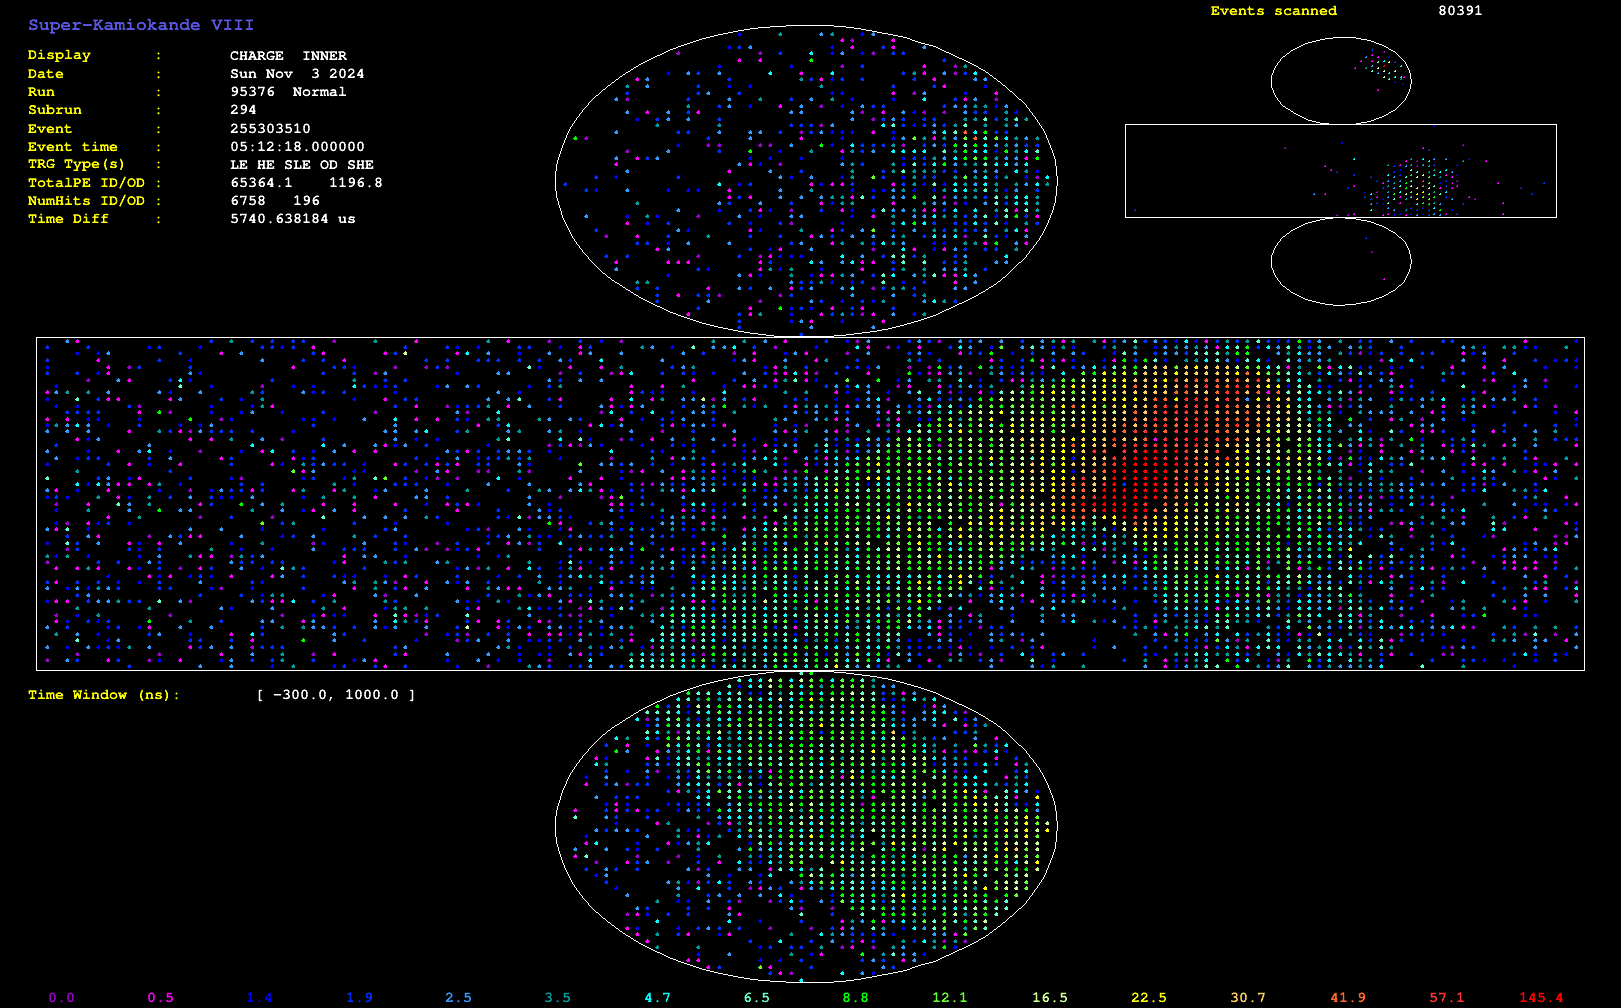 Super-Kamiokande VIII
Events scanned 80391
Display : CHARGE INNER
Date : Sun Nov 3 2024
Run : 95376 Normal
Subrun : 294
Event : 255303510
Event time : 05:12:18.000000
TRG Type(s) : LE HE SLE OD SHE
TotalPE ID/OD : 65364.1 1196.8
NumHits ID/OD : 6758 196
Time Diff : 5740.638184 us
Time Window (ns): [ -300.0, 1000.0 ]
0.0 0.5 1.4 1.9 2.5 3.5 4.7 6.5 8.8 12.1 16.5 22.5 30.7 41.9 57.1 145.4